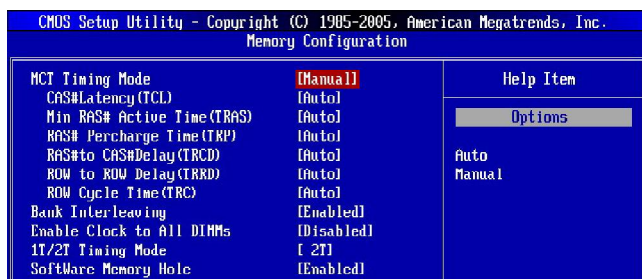 CMOS Setup Utility - Copyright (C) 1985-2005, American Megatrends, Inc.
Memory Configuration
MCT Timing Mode [Manual]
CAS#Latency(TCL) [Auto]
Min RAS# Active Time(TRAS) [Auto]
RAS# Percharge Time(TRP) [Auto]
RAS#to CAS#Delay(TRCD) [Auto]
ROW to ROW Delay(TRRD) [Auto]
ROW Cycle Time(TRC) [Auto]
Bank Interleaving [Enabled]
Enable Clock to All DIMMs [Disabled]
1T/2T Timing Mode [ 2T]
SoftWare Memory Hole [Enabled]
Help Item
Options
Auto
Manual